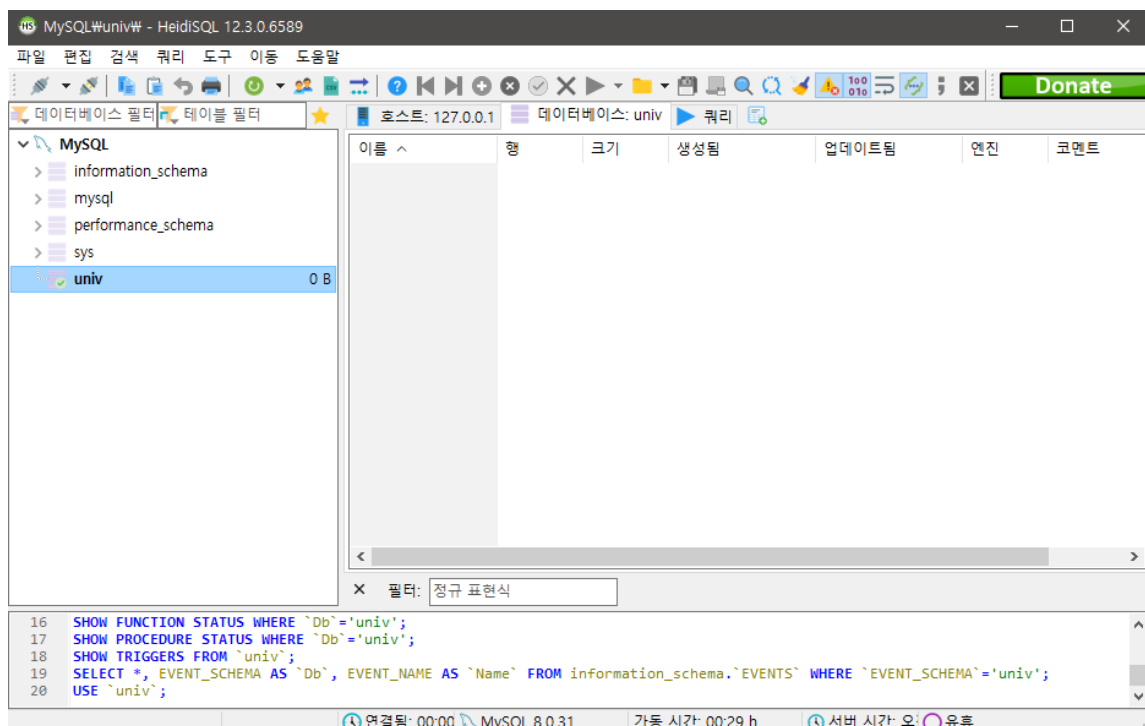 MySQL₩univ₩ - HeidiSQL 12.3.0.6589
파일 편집 검색 쿼리 도구 이동 도움말
Donate
데이터베이스 필터 테이블 필터
호스트: 127.0.0.1 데이터베이스: univ 쿼리
MySQL
information_schema
mysql
performance_schema
sys
univ 0 B
이름 행 크기 생성됨 업데이트됨 엔진 코멘트
필터: 정규 표현식
16 SHOW FUNCTION STATUS WHERE `Db`='univ';
17 SHOW PROCEDURE STATUS WHERE `Db`='univ';
18 SHOW TRIGGERS FROM `univ`;
19 SELECT *, EVENT_SCHEMA AS `Db`, EVENT_NAME AS `Name` FROM information_schema.`EVENTS` WHERE `EVENT_SCHEMA`='univ';
20 USE `univ`;
연결됨: 00:00 MySQL 8.0.31 가동 시간: 00:29 h 서버 시간: 오 유휴